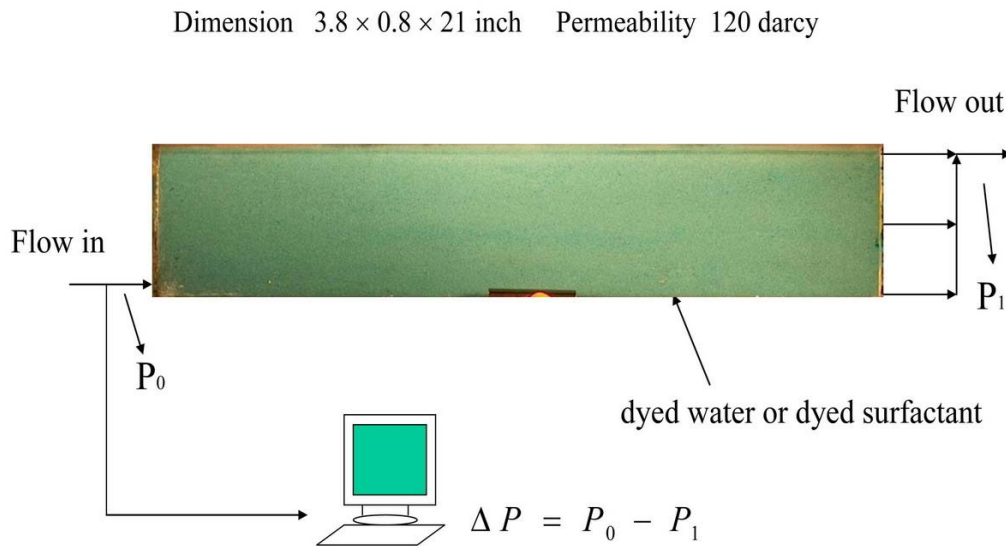 Dimension 3.8 × 0.8 × 21 inch Permeability 120 darcy
Flow out
Flow in
P₁
P₀
dyed water or dyed surfactant
Δ P = P₀ − P₁